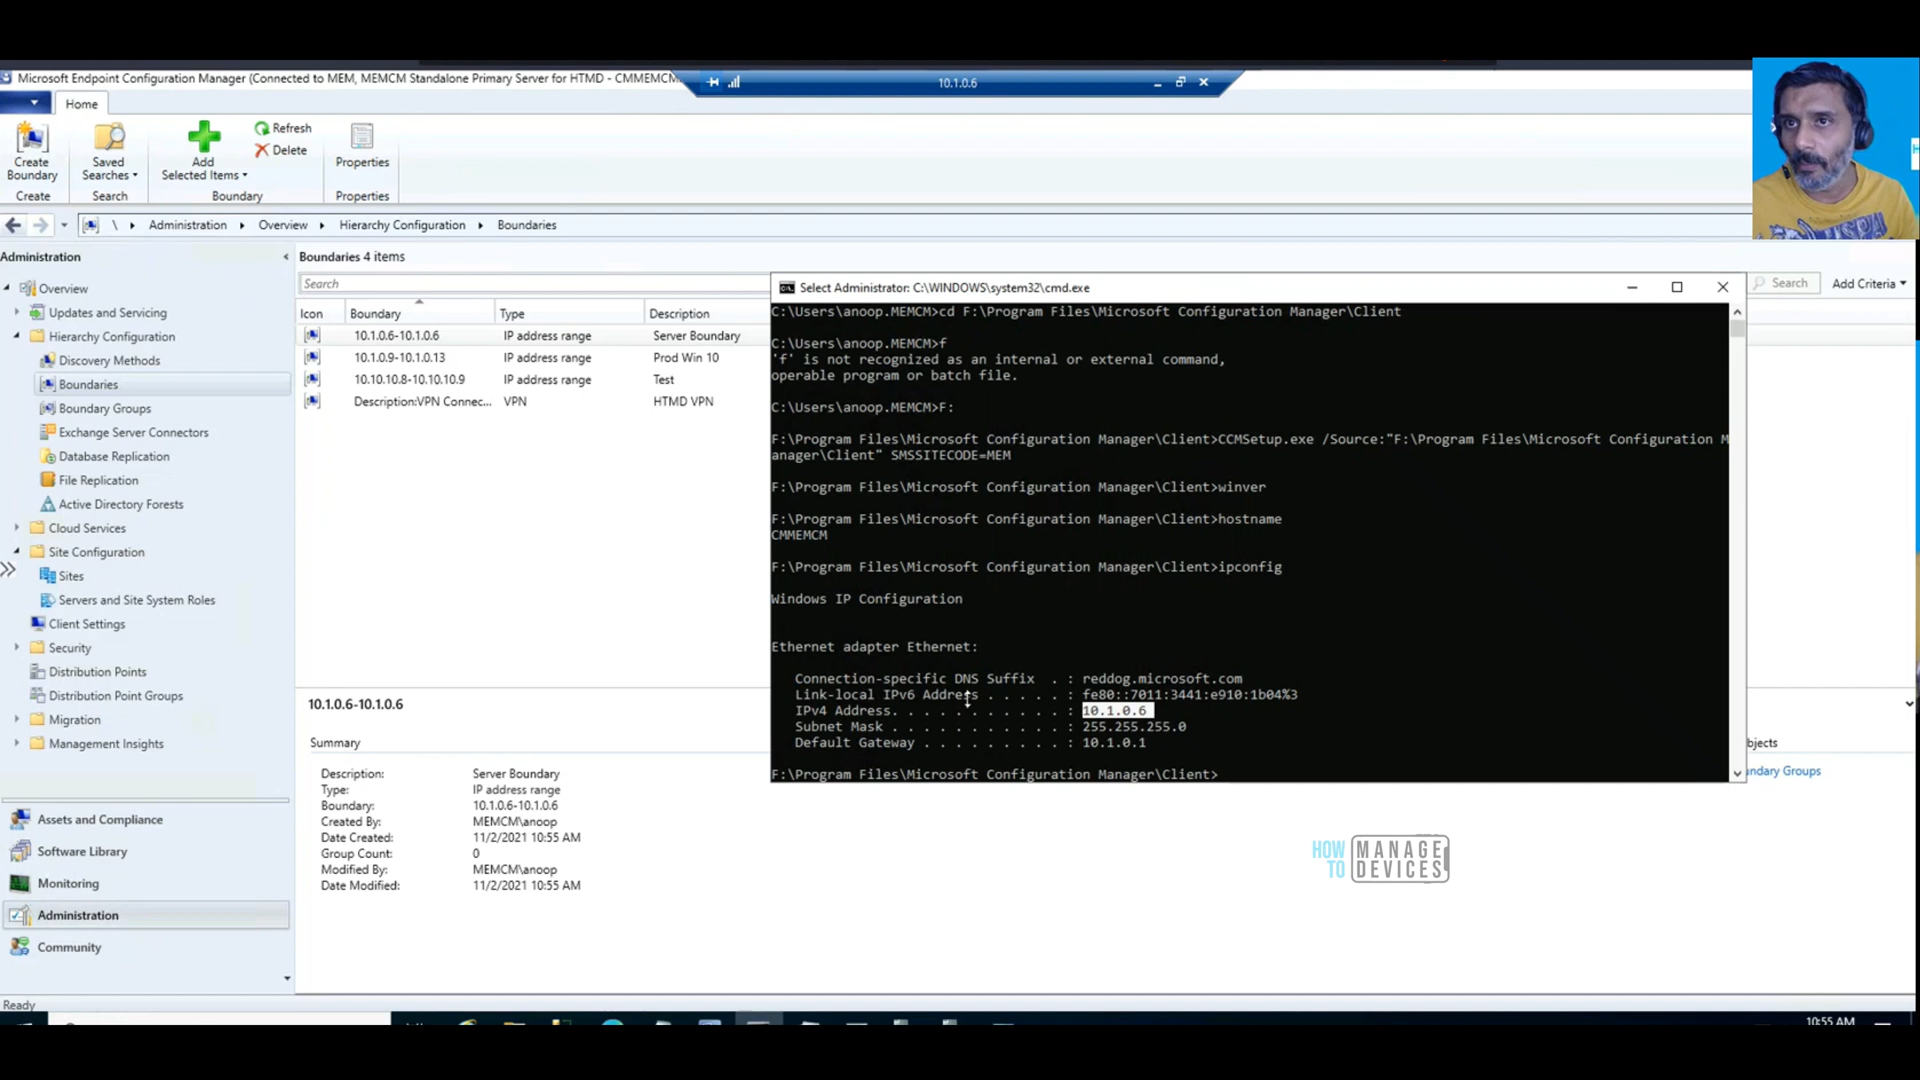 Microsoft Endpoint Configuration Manager (Connected to MEM, MEMCM Standalone Primary Server for HTMD - CMMEMCM
10.1.0.6
Home
Refresh
Delete
Create Boundary
Saved Searches
Add Selected Items
Properties
Create
Search
Boundary
Properties
\ Administration Overview Hierarchy Configuration Boundaries
Administration
Overview
Updates and Servicing
Hierarchy Configuration
Discovery Methods
Boundaries
Boundary Groups
Exchange Server Connectors
Database Replication
File Replication
Active Directory Forests
Cloud Services
Site Configuration
Sites
Servers and Site System Roles
Client Settings
Security
Distribution Points
Distribution Point Groups
Migration
Management Insights
Assets and Compliance
Software Library
Monitoring
Administration
Community
Ready
Boundaries 4 items
Search
Search
Add Criteria
Icon Boundary Type Description
10.1.0.6-10.1.0.6 IP address range Server Boundary
10.1.0.9-10.1.0.13 IP address range Prod Win 10
10.10.10.8-10.10.10.9 IP address range Test
Description:VPN Connec... VPN HTMD VPN
10.1.0.6-10.1.0.6
Summary
Description: Server Boundary
Type: IP address range
Boundary: 10.1.0.6-10.1.0.6
Created By: MEMCM\anoop
Date Created: 11/2/2021 10:55 AM
Group Count: 0
Modified By: MEMCM\anoop
Date Modified: 11/2/2021 10:55 AM
Select Administrator: C:\WINDOWS\system32\cmd.exe
C:\Users\anoop.MEMCM>cd F:\Program Files\Microsoft Configuration Manager\Client
C:\Users\anoop.MEMCM>f
'f' is not recognized as an internal or external command,
operable program or batch file.
C:\Users\anoop.MEMCM>F:
F:\Program Files\Microsoft Configuration Manager\Client>CCMSetup.exe /Source:"F:\Program Files\Microsoft Configuration M
anager\Client" SMSSITECODE=MEM
F:\Program Files\Microsoft Configuration Manager\Client>winver
F:\Program Files\Microsoft Configuration Manager\Client>hostname
CMMEMCM
F:\Program Files\Microsoft Configuration Manager\Client>ipconfig
Windows IP Configuration
Ethernet adapter Ethernet:
Connection-specific DNS Suffix . : reddog.microsoft.com
Link-local IPv6 Address . . . . . : fe80::7011:3441:e910:1b04%3
IPv4 Address. . . . . . . . . . . : 10.1.0.6
Subnet Mask . . . . . . . . . . . : 255.255.255.0
Default Gateway . . . . . . . . . : 10.1.0.1
F:\Program Files\Microsoft Configuration Manager\Client>
bjects
undary Groups
HOW TO MANAGE DEVICES
10:55 AM